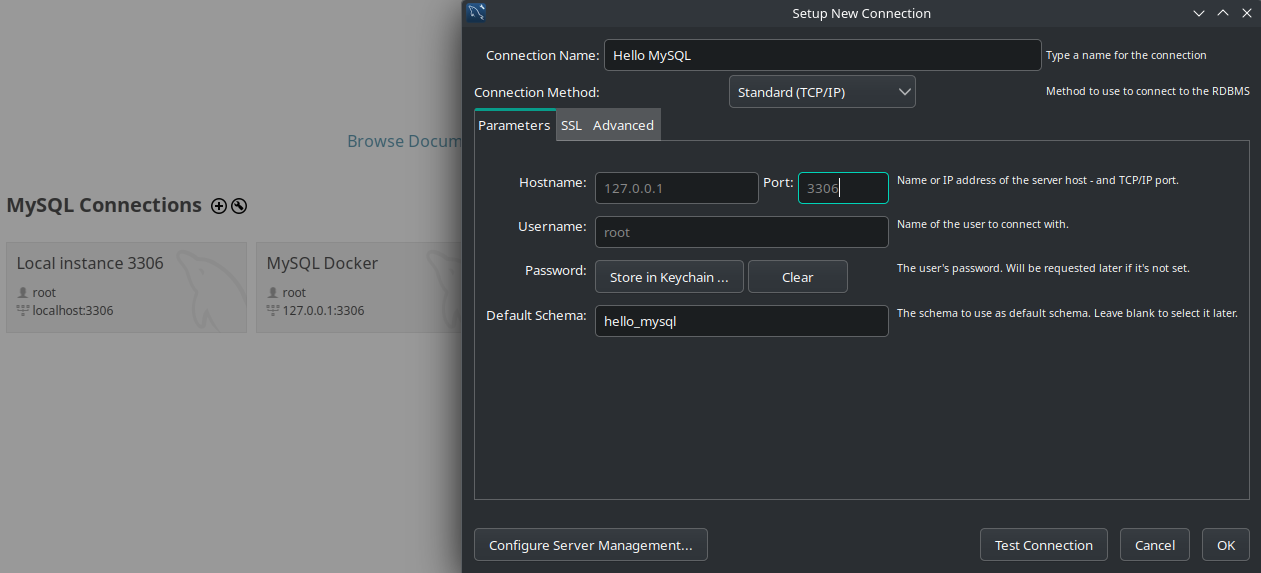 Browse Docum
MySQL Connections
Local instance 3306
root
localhost:3306
MySQL Docker
root
127.0.0.1:3306
Setup New Connection
Connection Name: Hello MySQL Type a name for the connection
Connection Method: Standard (TCP/IP) Method to use to connect to the RDBMS
Parameters SSL Advanced
Hostname: 127.0.0.1 Port: 3306 Name or IP address of the server host - and TCP/IP port.
Username: root Name of the user to connect with.
Password: Store in Keychain ... Clear The user's password. Will be requested later if it's not set.
Default Schema: hello_mysql The schema to use as default schema. Leave blank to select it later.
Configure Server Management... Test Connection Cancel OK